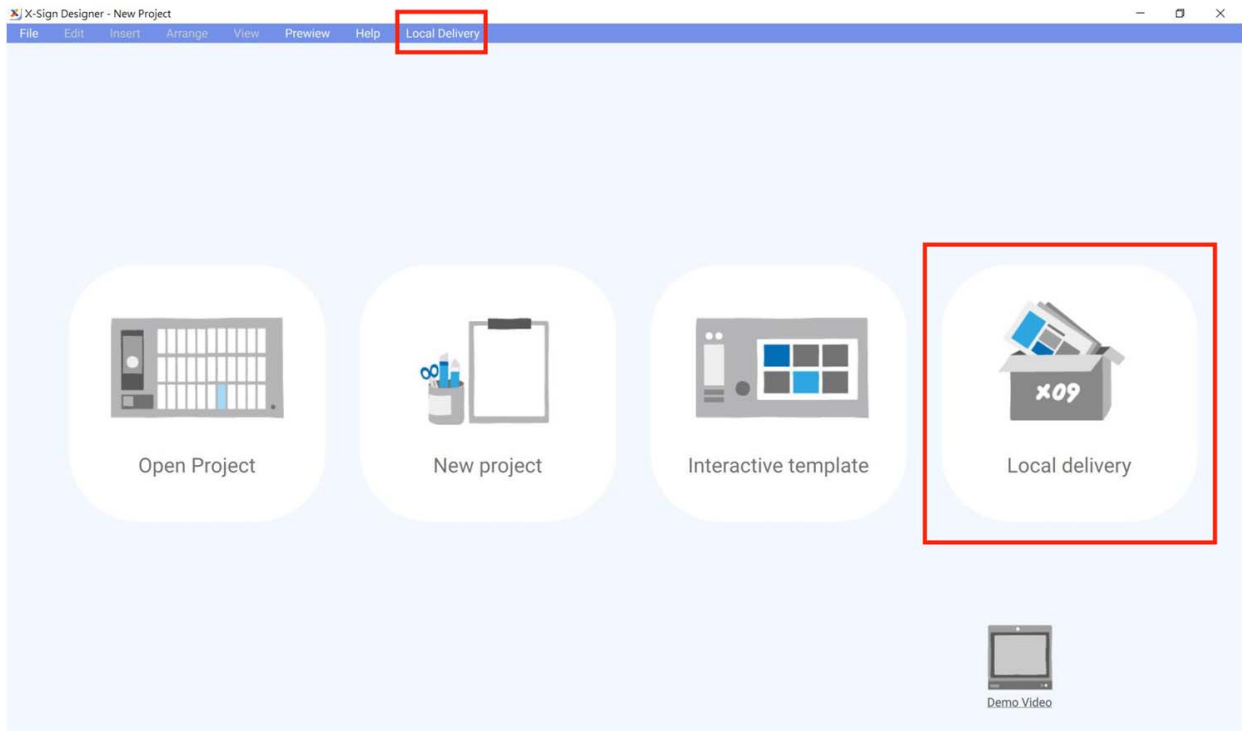 X-Sign Designer - New Project
File Edit Insert Arrange View Prewiew Help Local Delivery
X09
Open Project New project Interactive template Local delivery
Demo Video